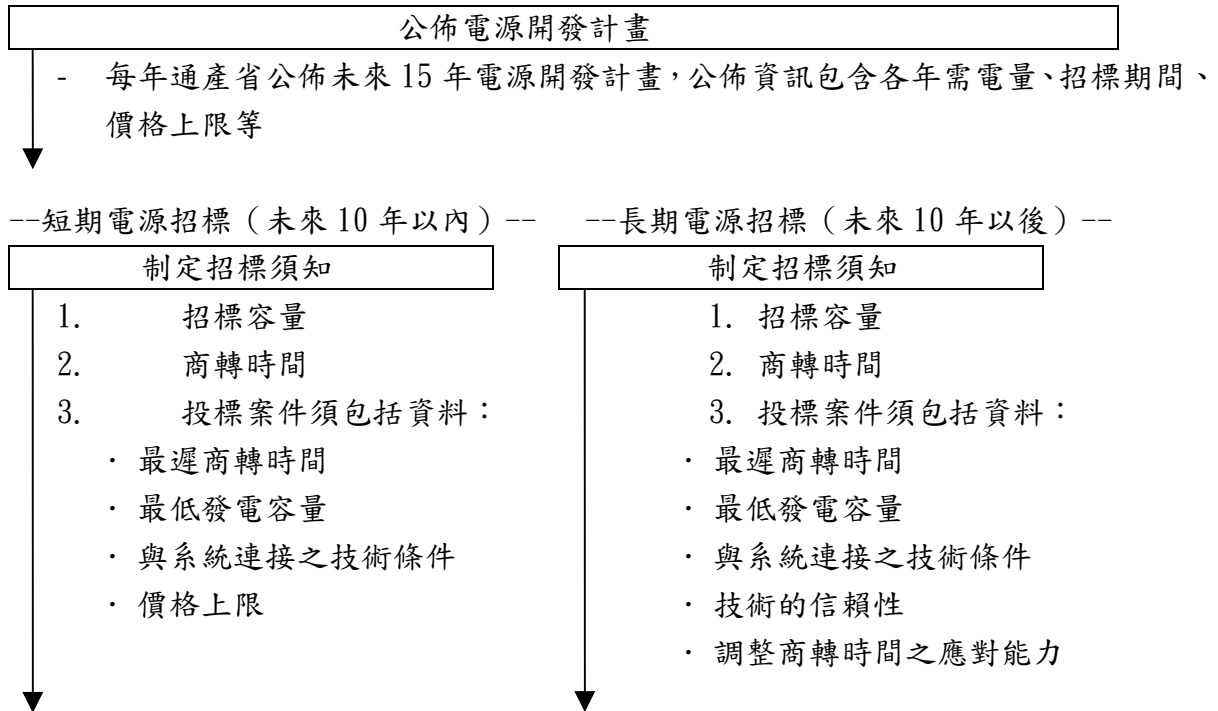 公佈電源開發計畫
- 每年通產省公佈未來 15 年電源開發計畫，公佈資訊包含各年需電量、招標期間、
價格上限等
--短期電源招標（未來 10 年以內）--
制定招標須知
1. 招標容量
2. 商轉時間
3. 投標案件須包括資料：
· 最遲商轉時間
· 最低發電容量
· 與系統連接之技術條件
· 價格上限
--長期電源招標（未來 10 年以後）--
制定招標須知
1. 招標容量
2. 商轉時間
3. 投標案件須包括資料：
· 最遲商轉時間
· 最低發電容量
· 與系統連接之技術條件
· 技術的信賴性
· 調整商轉時間之應對能力